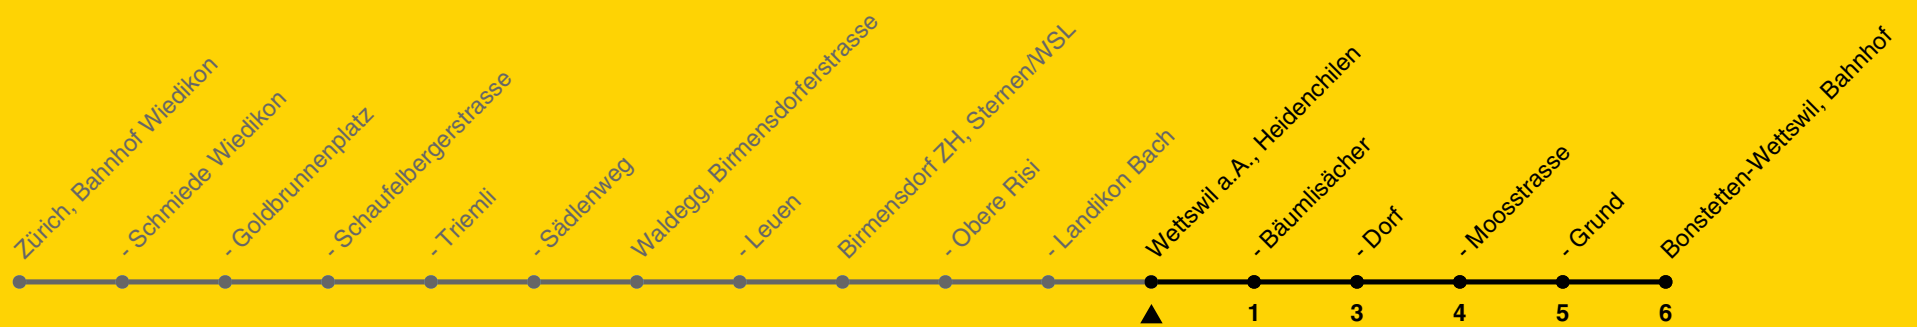 Zürich, Bahnhof Wiedikon
- Schmiede Wiedikon
- Goldbrunnenplatz
- Schaufelbergerstrasse
- Triemli
- Sädlenweg
Waldegg, Birmensdorferstrasse
- Leuen
Birmensdorf ZH, Sternen/WSL
- Obere Risi
- Landikon Bach
Wettswil a.A., Heidenchilen
- Bäumlisächer
- Dorf
- Moosstrasse
- Grund
Bonstetten-Wettswil, Bahnhof
1 3 4 5 6